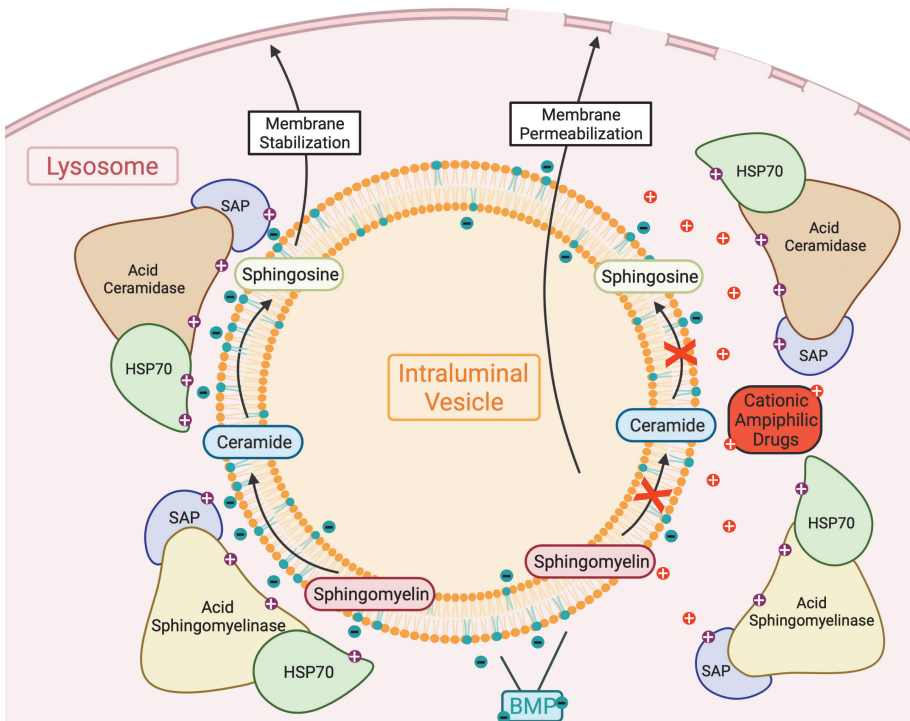 Membrane
Stabilization
Membrane
Permeabilization
Lysosome
HSP70
SAP
Acid
Ceramidase
Acid
Ceramidase
Sphingosine
Sphingosine
HSP70
SAP
Intraluminal
Vesicle
Cationic
Ampiphilic
Drugs
Ceramide
Ceramide
SAP
HSP70
Sphingomyelin
Sphingomyelin
Acid
Sphingomyelinase
Acid
Sphingomyelinase
HSP70
SAP
BMP